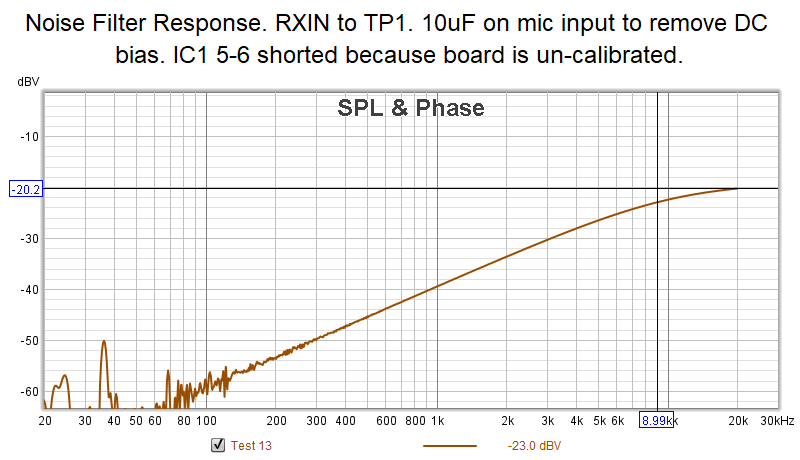 Noise Filter Response. RXIN to TP1. 10uF on mic input to remove DC
bias. IC1 5-6 shorted because board is un-calibrated.
dBV
SPL & Phase
-10
-20.2
-30
-40
-50
-60
20 30 40 50 60 80 100 200 300 400 600 800 1k 2k 3k 4k 5k 6k 8.99k k 20k 30kHz
Test 13 -23.0 dBV